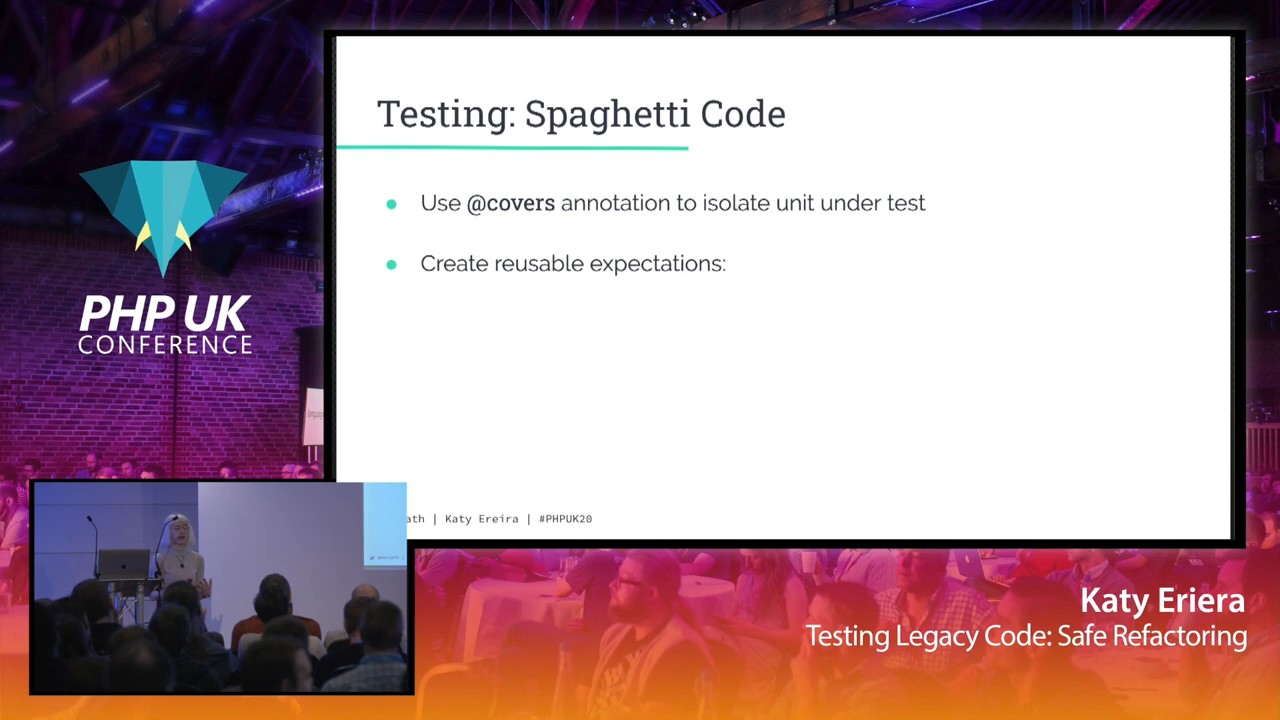 Testing: Spaghetti Code
Use @covers annotation to isolate unit under test
Create reusable expectations:
ath | Katy Ereira | #PHPUK20
PHP UK
CONFERENCE
Katy Eriera
Testing Legacy Code: Safe Refactoring